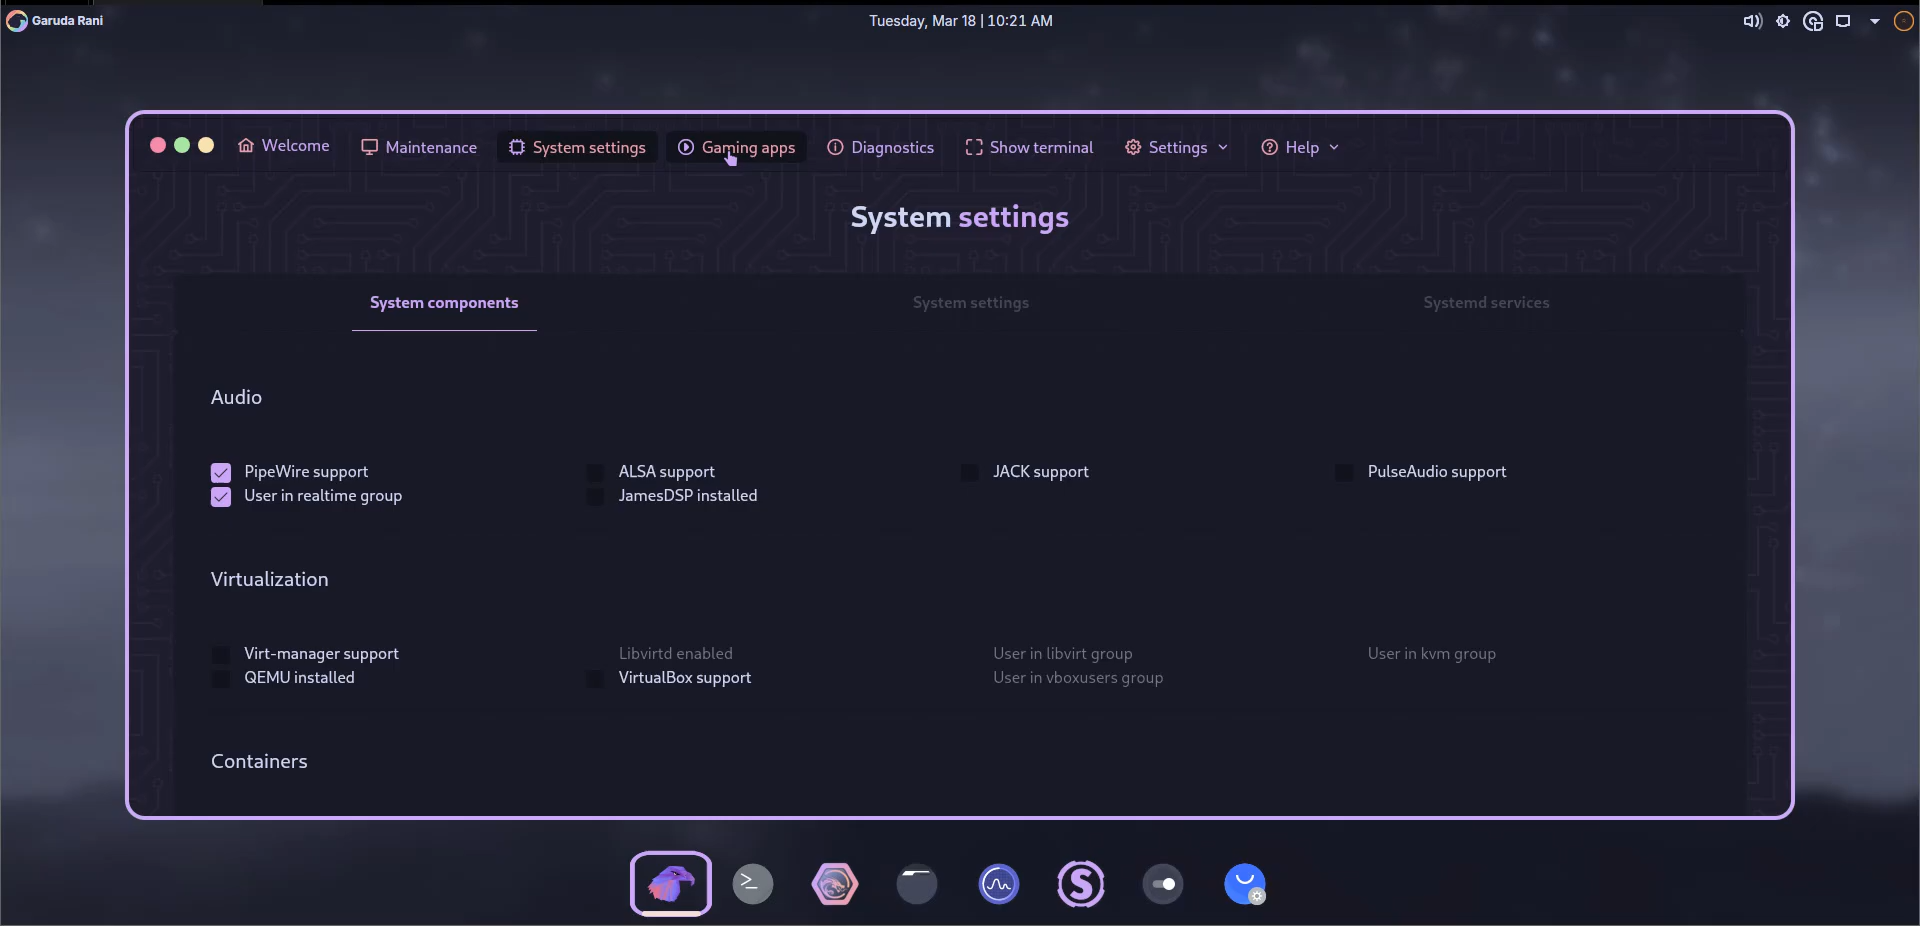 Garuda Rani
Tuesday, Mar 18 | 10:21 AM
Welcome
Maintenance
System settings
Gaming apps
Diagnostics
Show terminal
Settings
Help
System settings
System components
System settings
Systemd services
Audio
PipeWire support
ALSA support
JACK support
PulseAudio support
User in realtime group
JamesDSP installed
Virtualization
Virt-manager support
Libvirtd enabled
User in libvirt group
User in kvm group
QEMU installed
VirtualBox support
User in vboxusers group
Containers